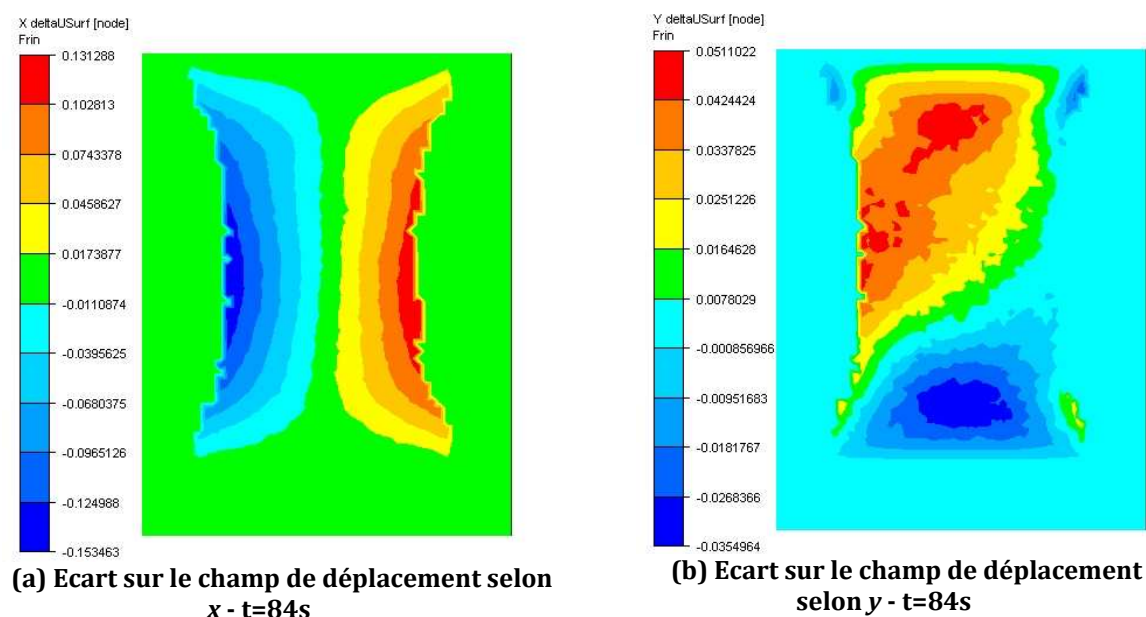 X deltaUSurf [node]
Frin
0.131288
0.102813
0.0743378
0.0458627
0.0173877
-0.0110874
-0.0395625
-0.0680375
-0.0965126
-0.124988
-0.153463
(a) Ecart sur le champ de déplacement selon
x - t=84s
Y deltaUSurf [node]
Frin
0.0511022
0.0424424
0.0337825
0.0251226
0.0164628
0.0078029
-0.000856966
-0.00951683
-0.0181767
-0.0268366
-0.0354964
(b) Ecart sur le champ de déplacement
selon y - t=84s